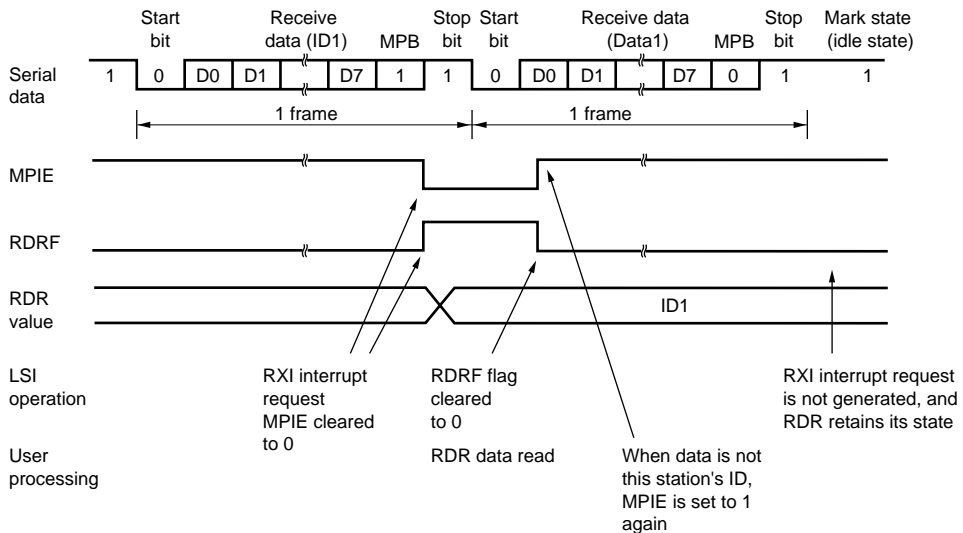 Start bit
Receive data (ID1)
MPB
Stop bit
Start bit
Receive data (Data1)
MPB
Stop bit
Mark state (idle state)
Serial data
1 0 D0 D1 D7 1 1 0 D0 D1 D7 0 1 1
1 frame
1 frame
MPIE
RDRF
RDR value
ID1
LSI operation
RXI interrupt request
MPIE cleared to 0
RDRF flag cleared to 0
RXI interrupt request is not generated, and RDR retains its state
User processing
RDR data read
When data is not this station's ID, MPIE is set to 1 again